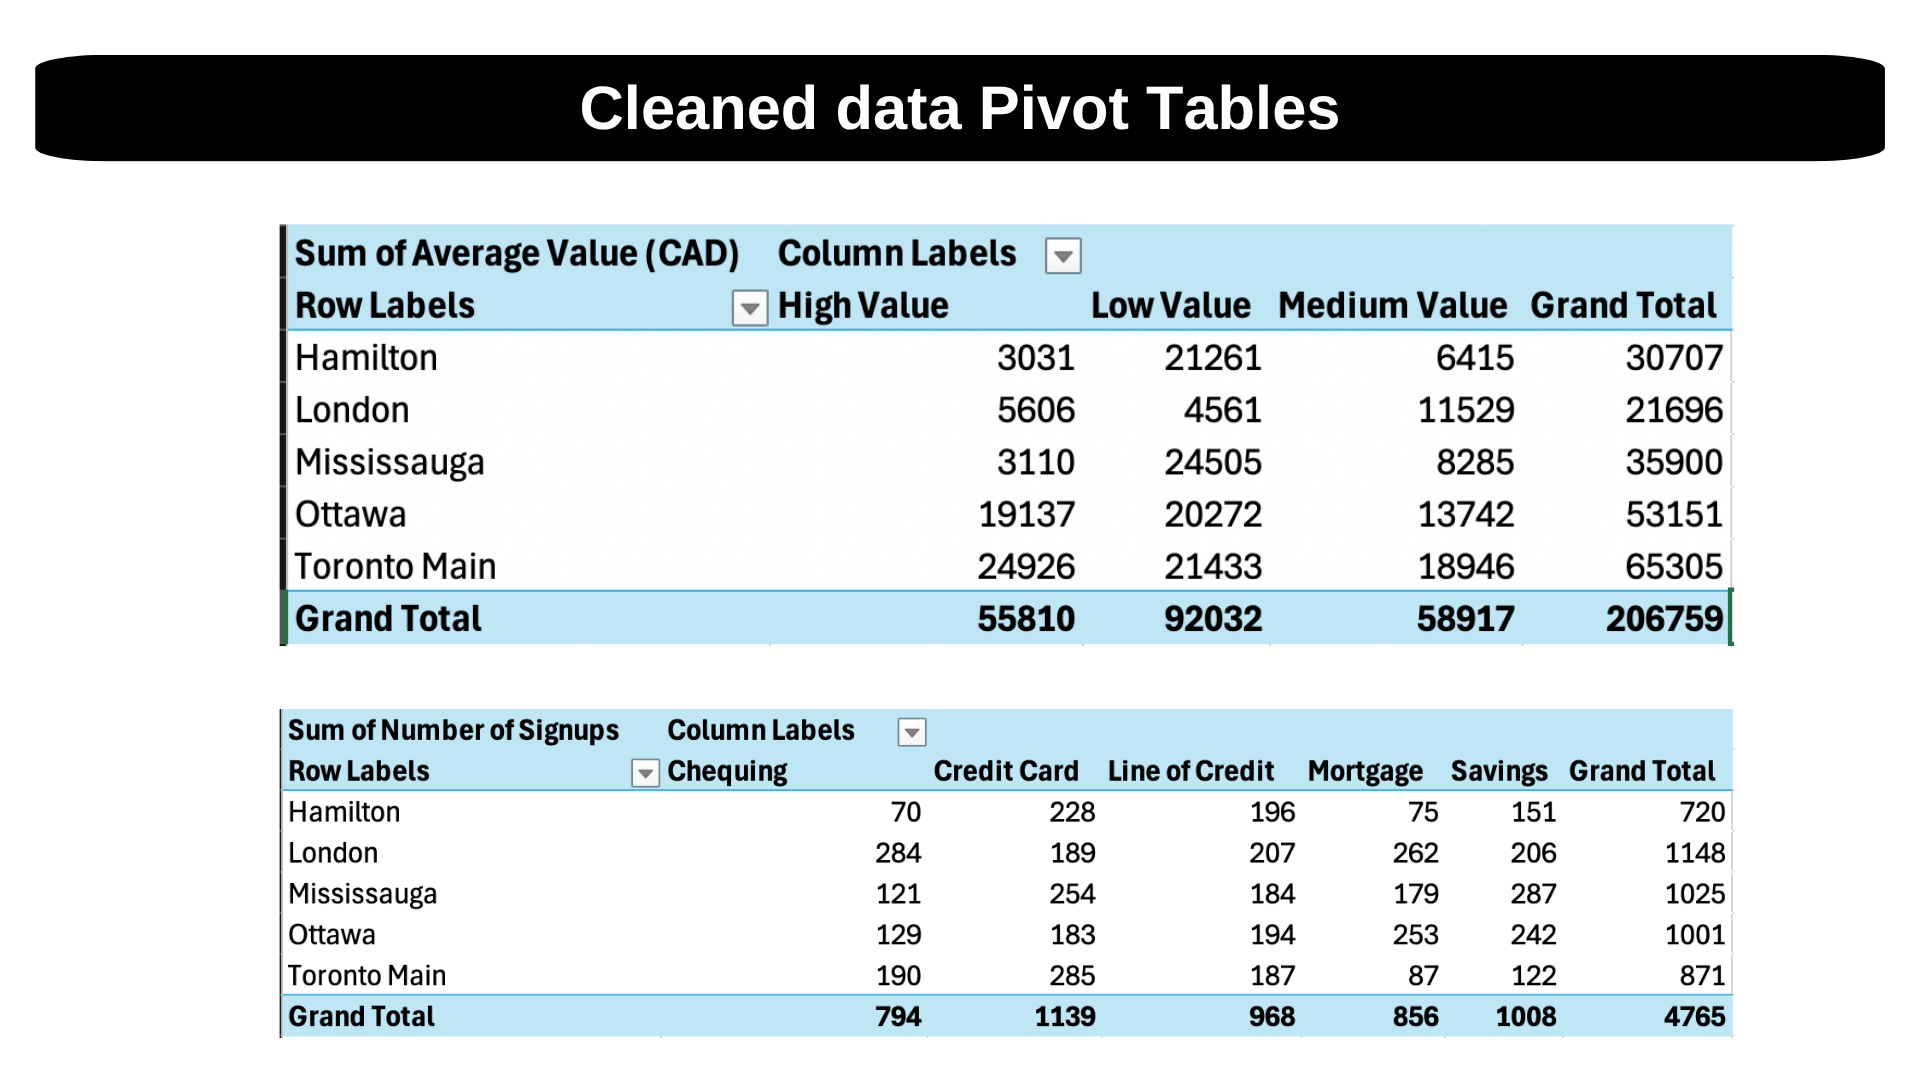 Cleaned data Pivot Tables
Sum of Average Value (CAD) Column Labels
Row Labels High Value Low Value Medium Value Grand Total
Hamilton 3031 21261 6415 30707
London 5606 4561 11529 21696
Mississauga 3110 24505 8285 35900
Ottawa 19137 20272 13742 53151
Toronto Main 24926 21433 18946 65305
Grand Total 55810 92032 58917 206759
Sum of Number of Signups Column Labels
Row Labels Chequing Credit Card Line of Credit Mortgage Savings Grand Total
Hamilton 70 228 196 75 151 720
London 284 189 207 262 206 1148
Mississauga 121 254 184 179 287 1025
Ottawa 129 183 194 253 242 1001
Toronto Main 190 285 187 87 122 871
Grand Total 794 1139 968 856 1008 4765